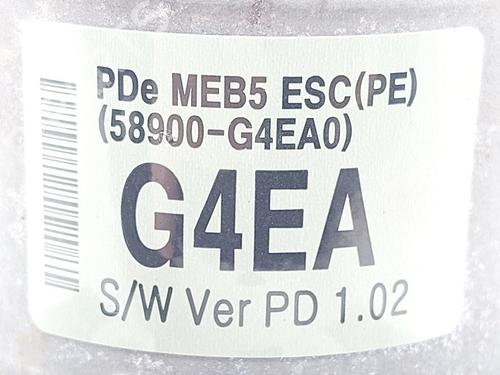 PDe MEB5 ESC(PE)
(58900-G4EA0)
G4EA
S/W Ver PD 1.02